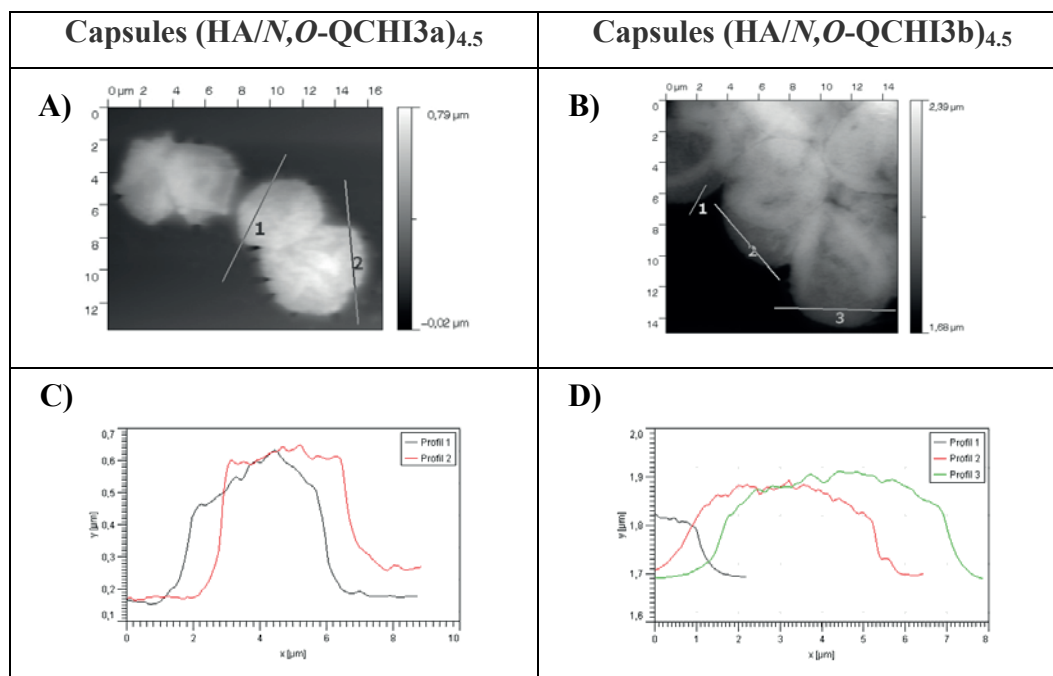 Capsules (HA/N,O-QCHI3a)4.5
Capsules (HA/N,O-QCHI3b)4.5
A)
0 µm 2 4 6 8 10 12 14 16
0
2
4
6
8
10
12
0,79 µm
−0,02 µm
1
2
B)
0 µm 2 4 6 8 10 12 14
0
2
4
6
8
10
12
14
2,39 µm
1,68 µm
1
2
3
C)
0,7
0,6
0,5
0,4
0,3
0,2
0,1
y [µm]
0 2 4 6 8 10
x [µm]
Profil 1
Profil 2
D)
2,0
1,9
1,8
1,7
1,6
y [µm]
0 1 2 3 4 5 6 7 8
x [µm]
Profil 1
Profil 2
Profil 3